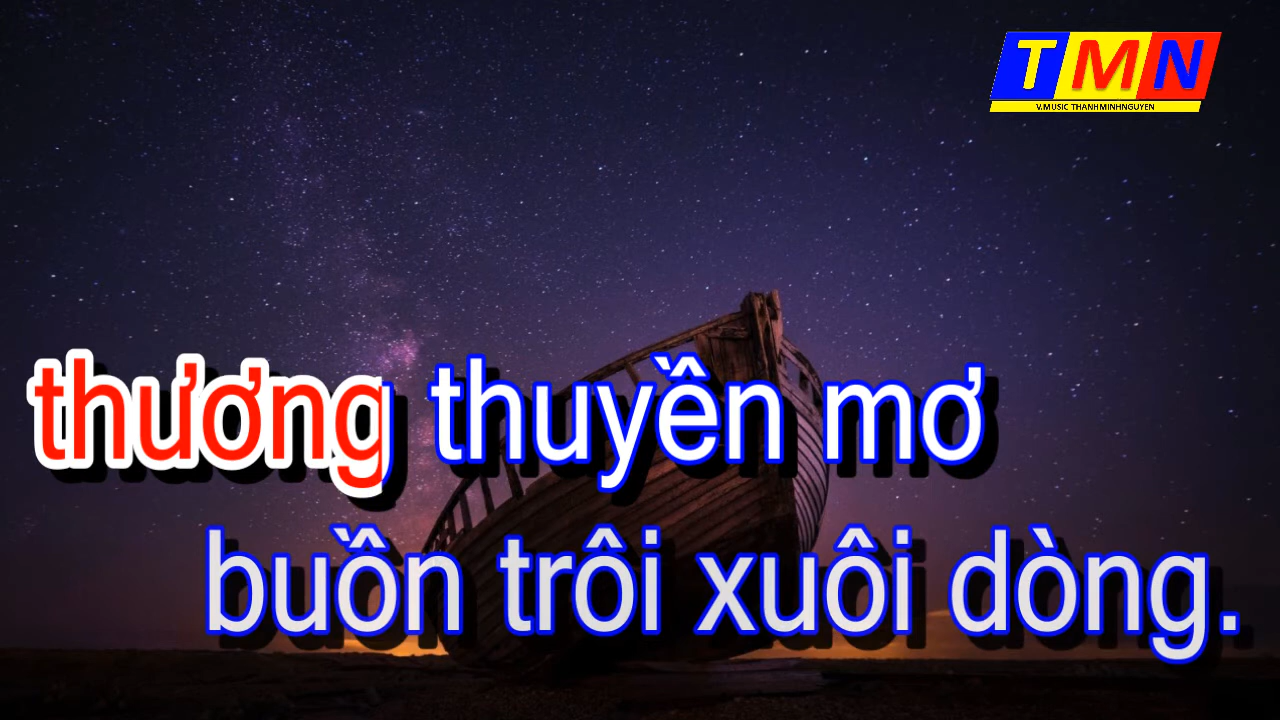 TMN
V.MUSIC THANHMINHNGUYEN
thương thuyền mơ
buồn trôi xuôi dòng.